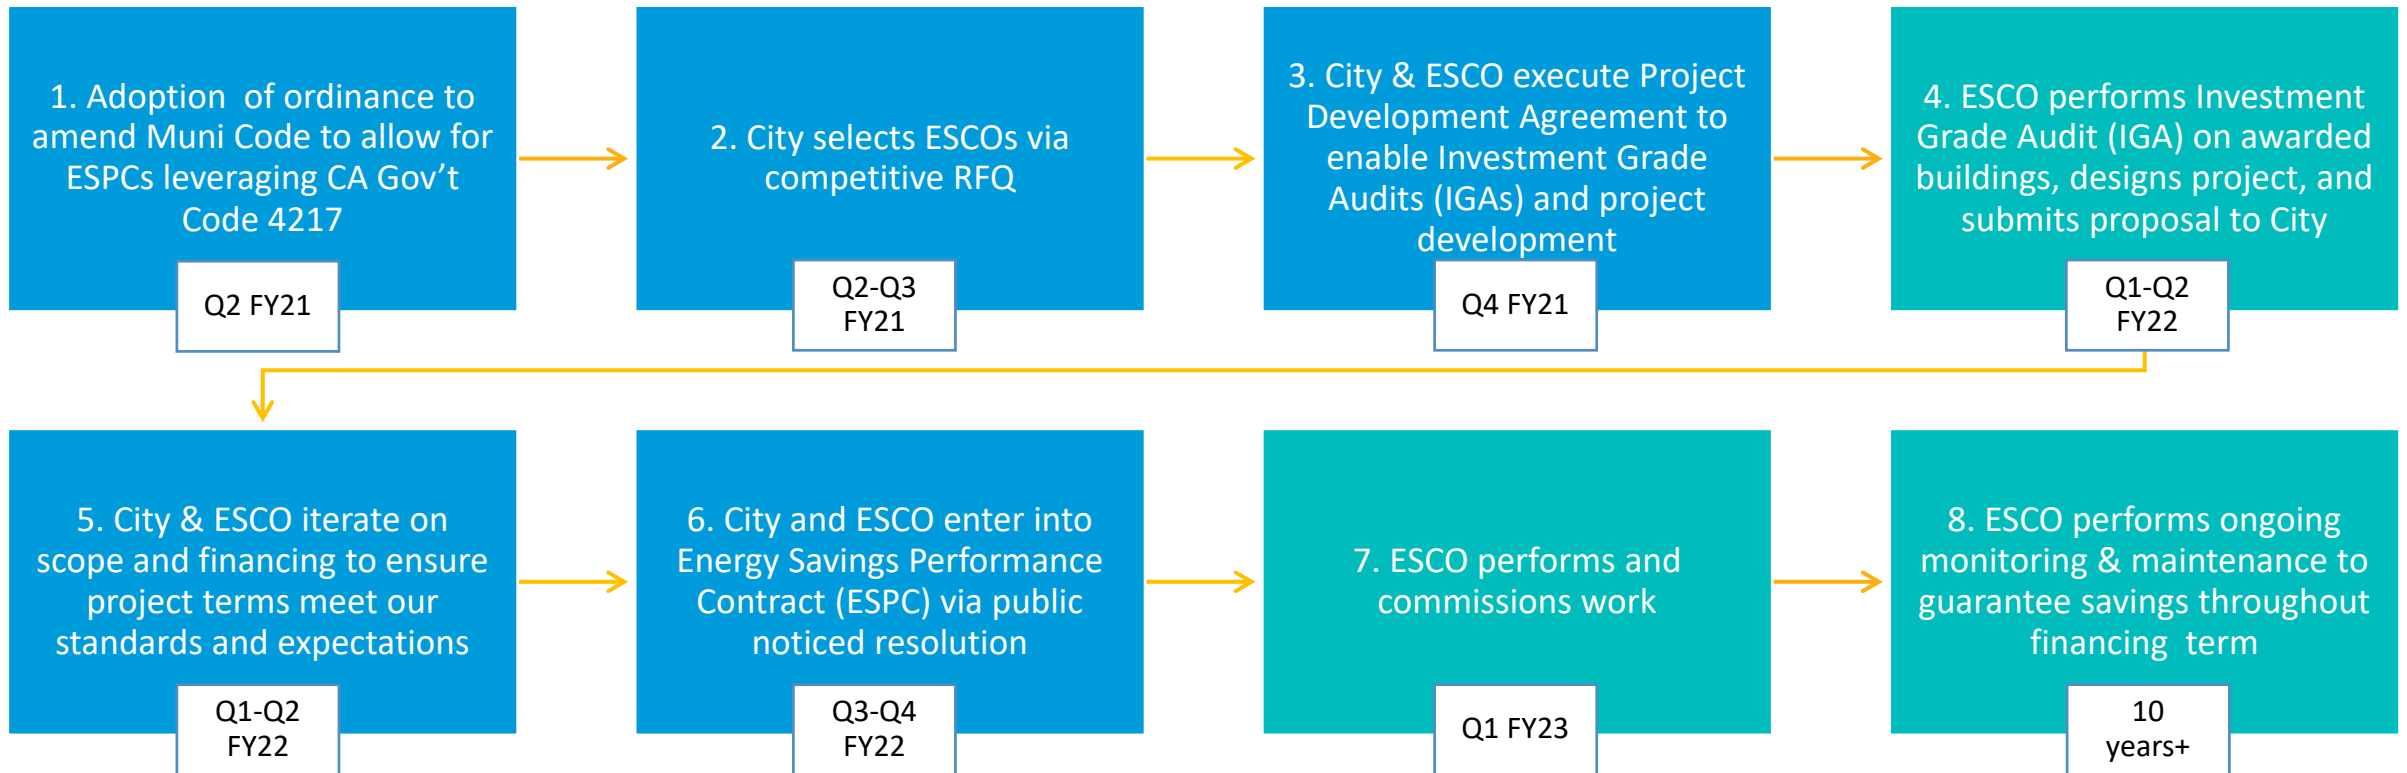 1. Adoption of ordinance to
amend Muni Code to allow for
ESPCs leveraging CA Gov't
Code 4217
Q2 FY21
2. City selects ESCOs via
competitive RFQ
Q2-Q3
FY21
3. City & ESCO execute Project
Development Agreement to
enable Investment Grade
Audits (IGAs) and project
development
Q4 FY21
4. ESCO performs Investment
Grade Audit (IGA) on awarded
buildings, designs project, and
submits proposal to City
Q1-Q2
FY22
5. City & ESCO iterate on
scope and financing to ensure
project terms meet our
standards and expectations
Q1-Q2
FY22
6. City and ESCO enter into
Energy Savings Performance
Contract (ESPC) via public
noticed resolution
Q3-Q4
FY22
7. ESCO performs and
commissions work
Q1 FY23
8. ESCO performs ongoing
monitoring & maintenance to
guarantee savings throughout
financing term
10
years+